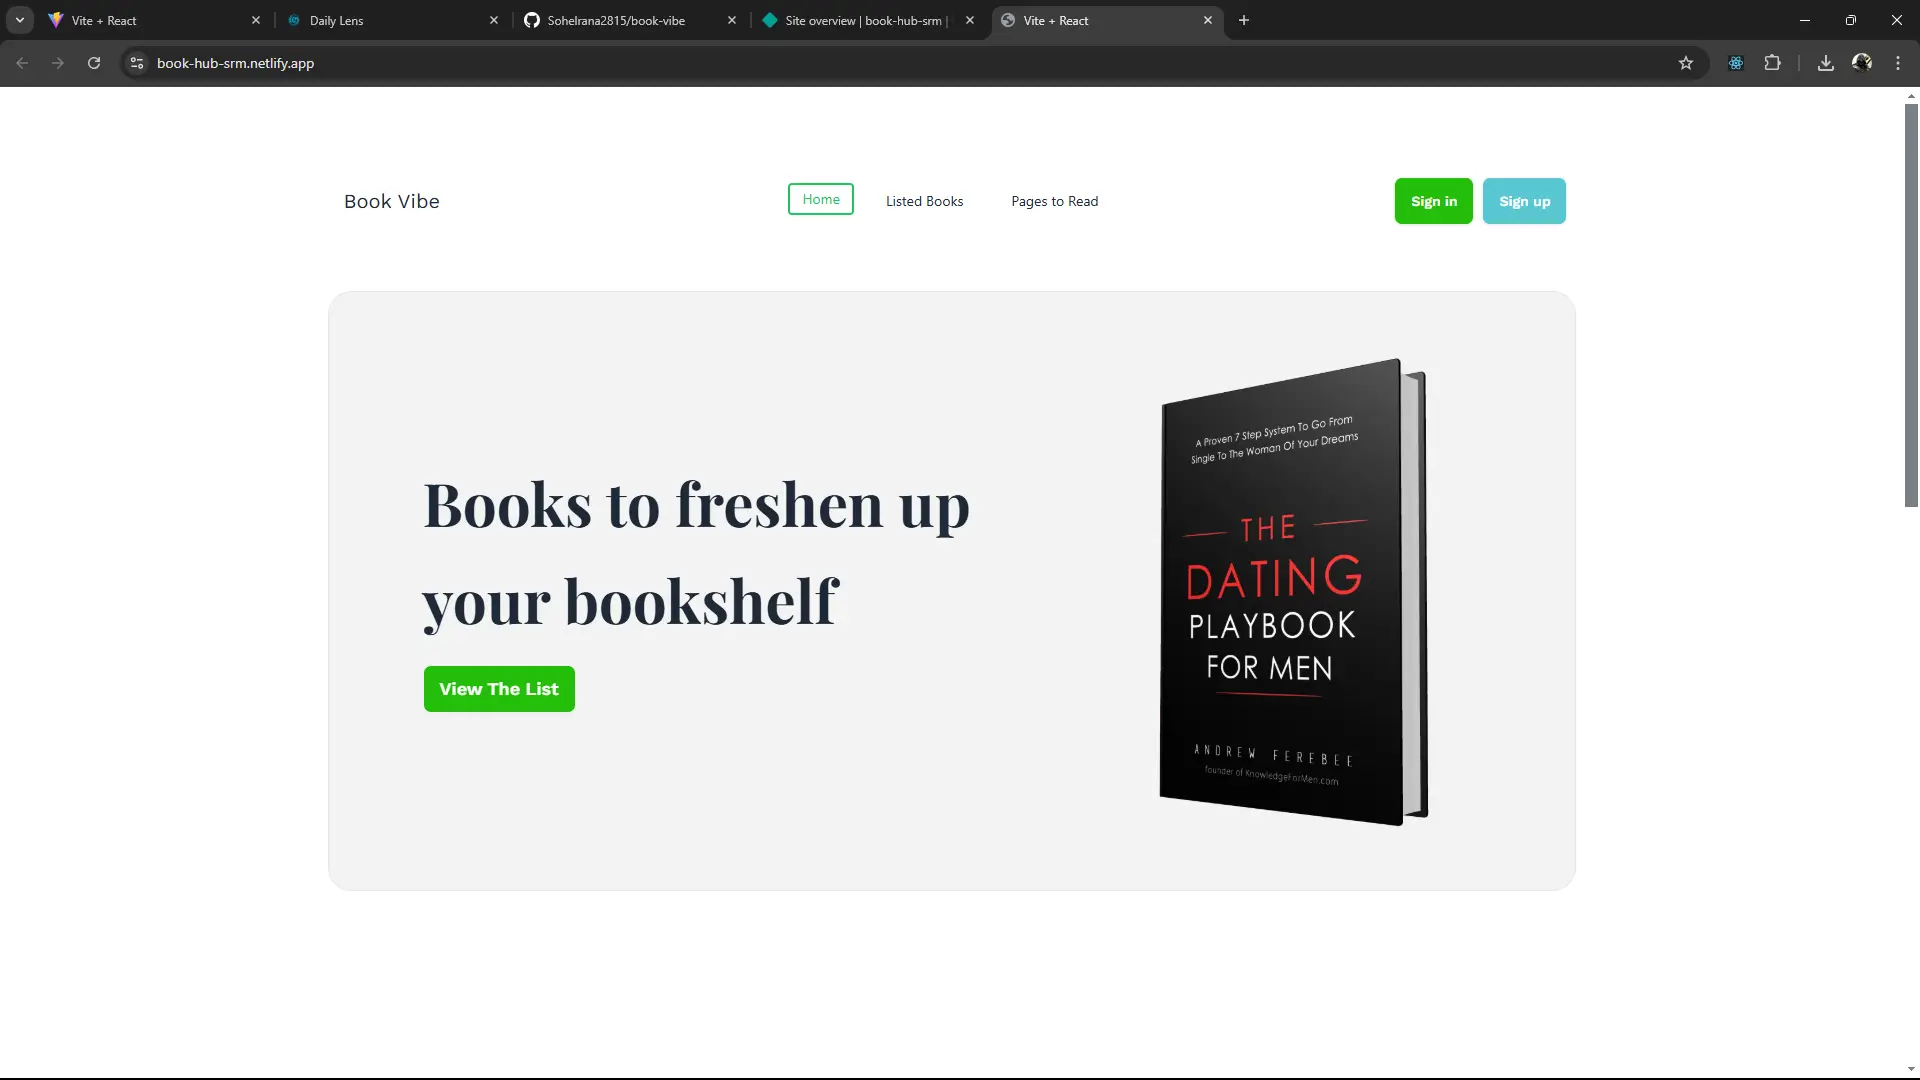 Vite + React
Daily Lens
Sohelrana2815/book-vibe
Site overview | book-hub-srm |
Vite + React
book-hub-srm.netlify.app
Book Vibe
Home
Listed Books
Pages to Read
Sign in
Sign up
Books to freshen up
your bookshelf
View The List
A Proven 7 Step System To Go From
Single To The Woman Of Your Dreams
THE
DATING
PLAYBOOK
FOR MEN
ANDREW FEREBEE
founder of KnowledgeForMen.com